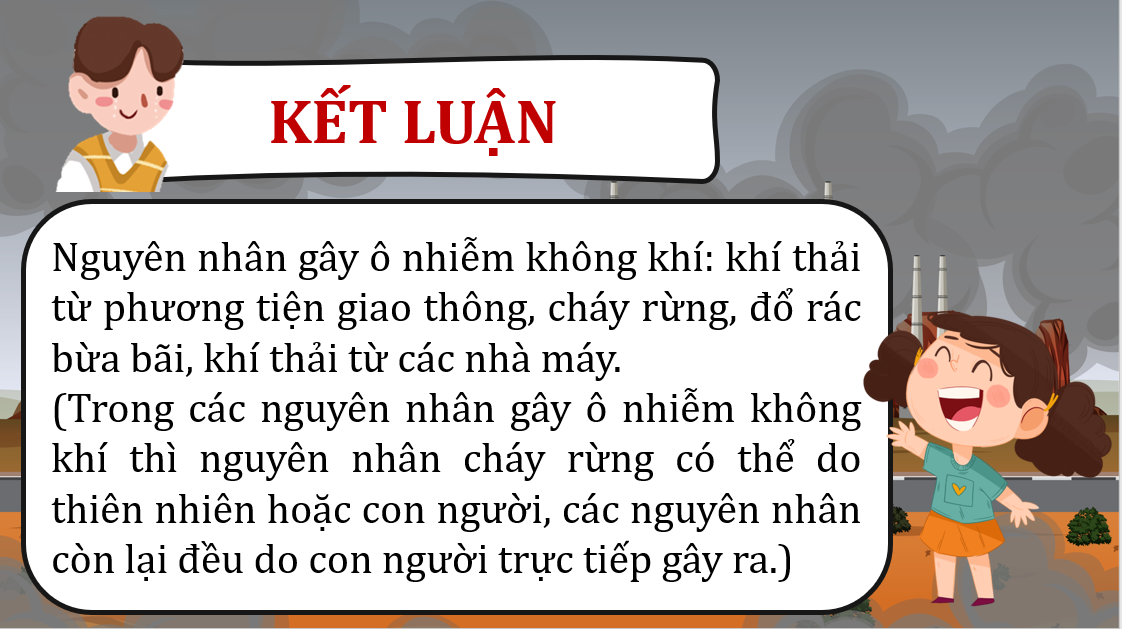 KẾT LUẬN
Nguyên nhân gây ô nhiễm không khí: khí thải
từ phương tiện giao thông, cháy rừng, đổ rác
bừa bãi, khí thải từ các nhà máy.
(Trong các nguyên nhân gây ô nhiễm không
khí thì nguyên nhân cháy rừng có thể do
thiên nhiên hoặc con người, các nguyên nhân
còn lại đều do con người trực tiếp gây ra.)